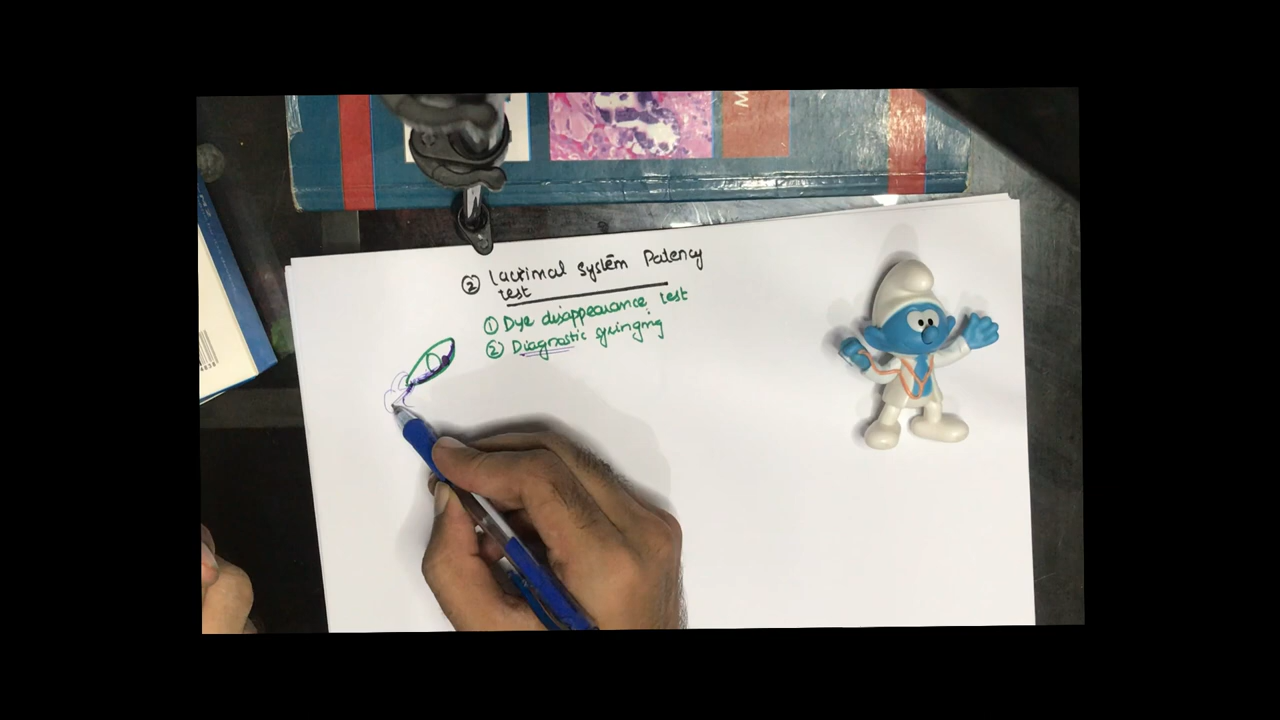 ② Lacrimal System Patency
test
① Dye disappearance test
② Diagnostic syringing
M